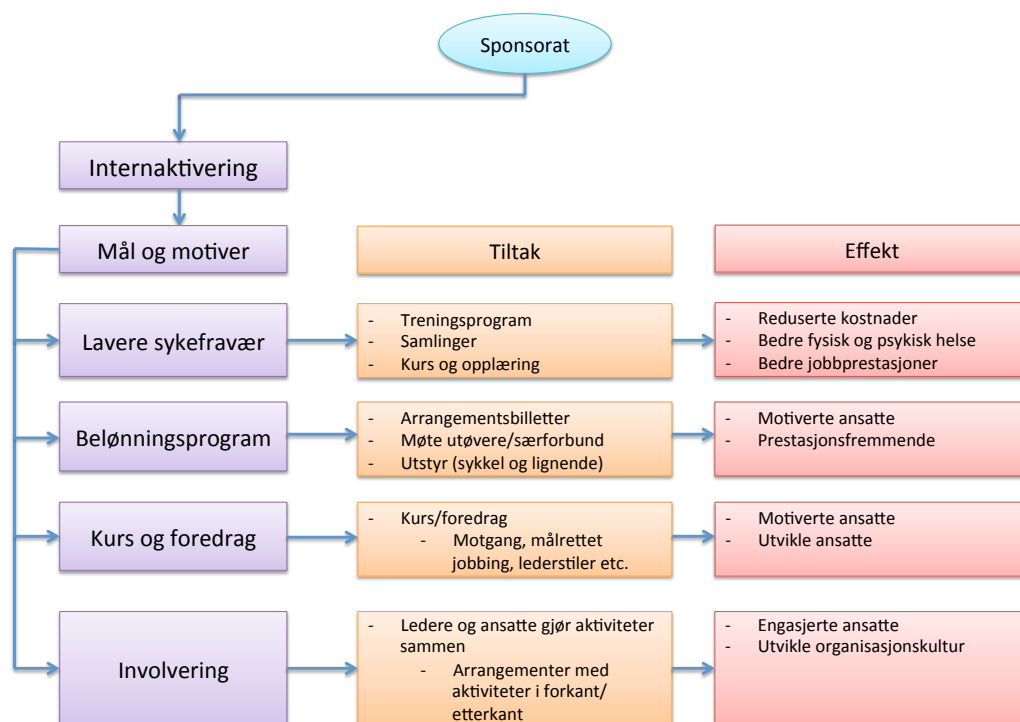 Sponsorat
Internaktivering
Mål og motiver
Tiltak
Effekt
Lavere sykefravær
- Treningsprogram
- Samlinger
- Kurs og opplæring
- Reduserte kostnader
- Bedre fysisk og psykisk helse
- Bedre jobbprestasjoner
Belønningsprogram
- Arrangementsbilletter
- Møte utøvere/særforbund
- Utstyr (sykkel og lignende)
- Motiverte ansatte
- Prestasjonsfremmende
Kurs og foredrag
- Kurs/foredrag
- Motgang, målrettet
jobbing, lederstiler etc.
- Motiverte ansatte
- Utvikle ansatte
Involvering
- Ledere og ansatte gjør aktiviteter
sammen
- Arrangementer med
aktiviteter i forkant/
etterkant
- Engasjerte ansatte
- Utvikle organisasjonskultur